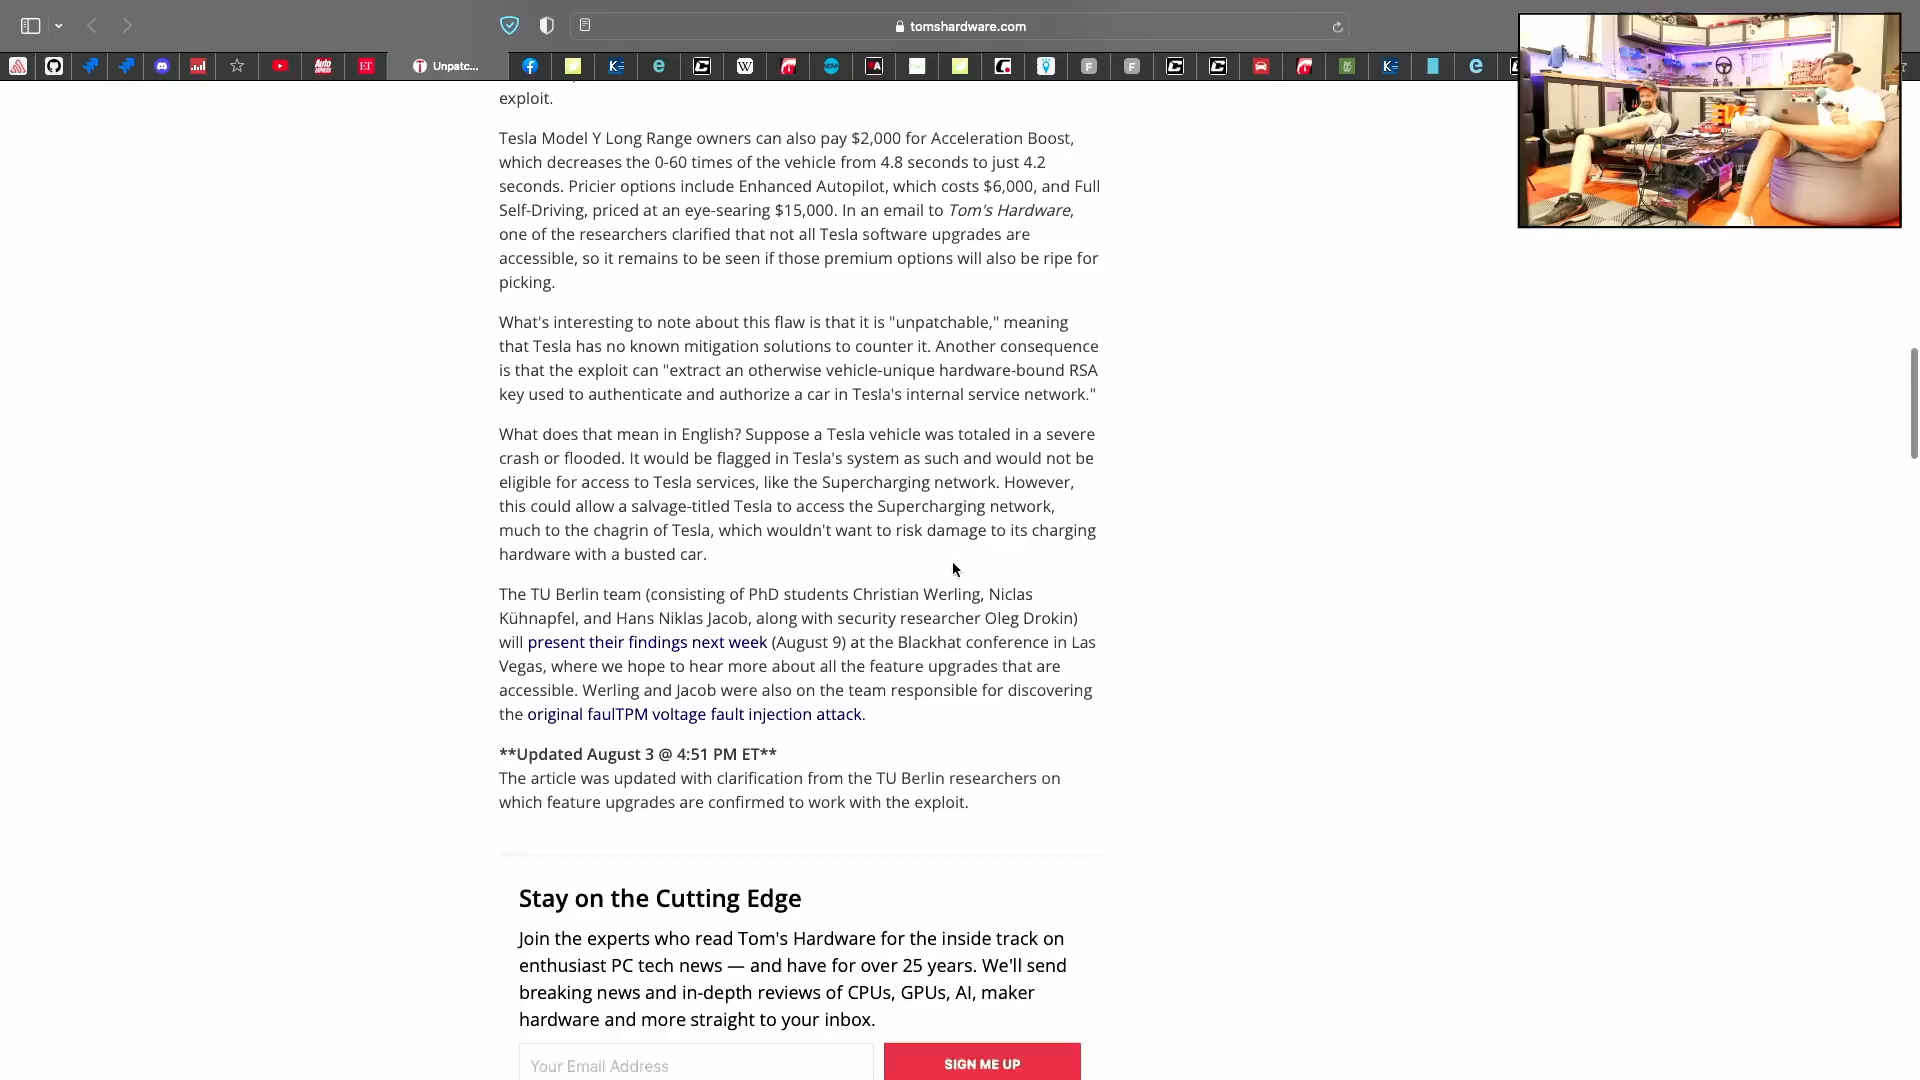 tomshardware.com
Unpatc...
exploit.
Tesla Model Y Long Range owners can also pay $2,000 for Acceleration Boost,
which decreases the 0-60 times of the vehicle from 4.8 seconds to just 4.2
seconds. Pricier options include Enhanced Autopilot, which costs $6,000, and Full
Self-Driving, priced at an eye-searing $15,000. In an email to Tom's Hardware,
one of the researchers clarified that not all Tesla software upgrades are
accessible, so it remains to be seen if those premium options will also be ripe for
picking.
What's interesting to note about this flaw is that it is "unpatchable," meaning
that Tesla has no known mitigation solutions to counter it. Another consequence
is that the exploit can "extract an otherwise vehicle-unique hardware-bound RSA
key used to authenticate and authorize a car in Tesla's internal service network."
What does that mean in English? Suppose a Tesla vehicle was totaled in a severe
crash or flooded. It would be flagged in Tesla's system as such and would not be
eligible for access to Tesla services, like the Supercharging network. However,
this could allow a salvage-titled Tesla to access the Supercharging network,
much to the chagrin of Tesla, which wouldn't want to risk damage to its charging
hardware with a busted car.
The TU Berlin team (consisting of PhD students Christian Werling, Niclas
Kühnapfel, and Hans Niklas Jacob, along with security researcher Oleg Drokin)
will present their findings next week (August 9) at the Blackhat conference in Las
Vegas, where we hope to hear more about all the feature upgrades that are
accessible. Werling and Jacob were also on the team responsible for discovering
the original faulTPM voltage fault injection attack.
**Updated August 3 @ 4:51 PM ET**
The article was updated with clarification from the TU Berlin researchers on
which feature upgrades are confirmed to work with the exploit.
Stay on the Cutting Edge
Join the experts who read Tom's Hardware for the inside track on
enthusiast PC tech news — and have for over 25 years. We'll send
breaking news and in-depth reviews of CPUs, GPUs, AI, maker
hardware and more straight to your inbox.
Your Email Address
SIGN ME UP